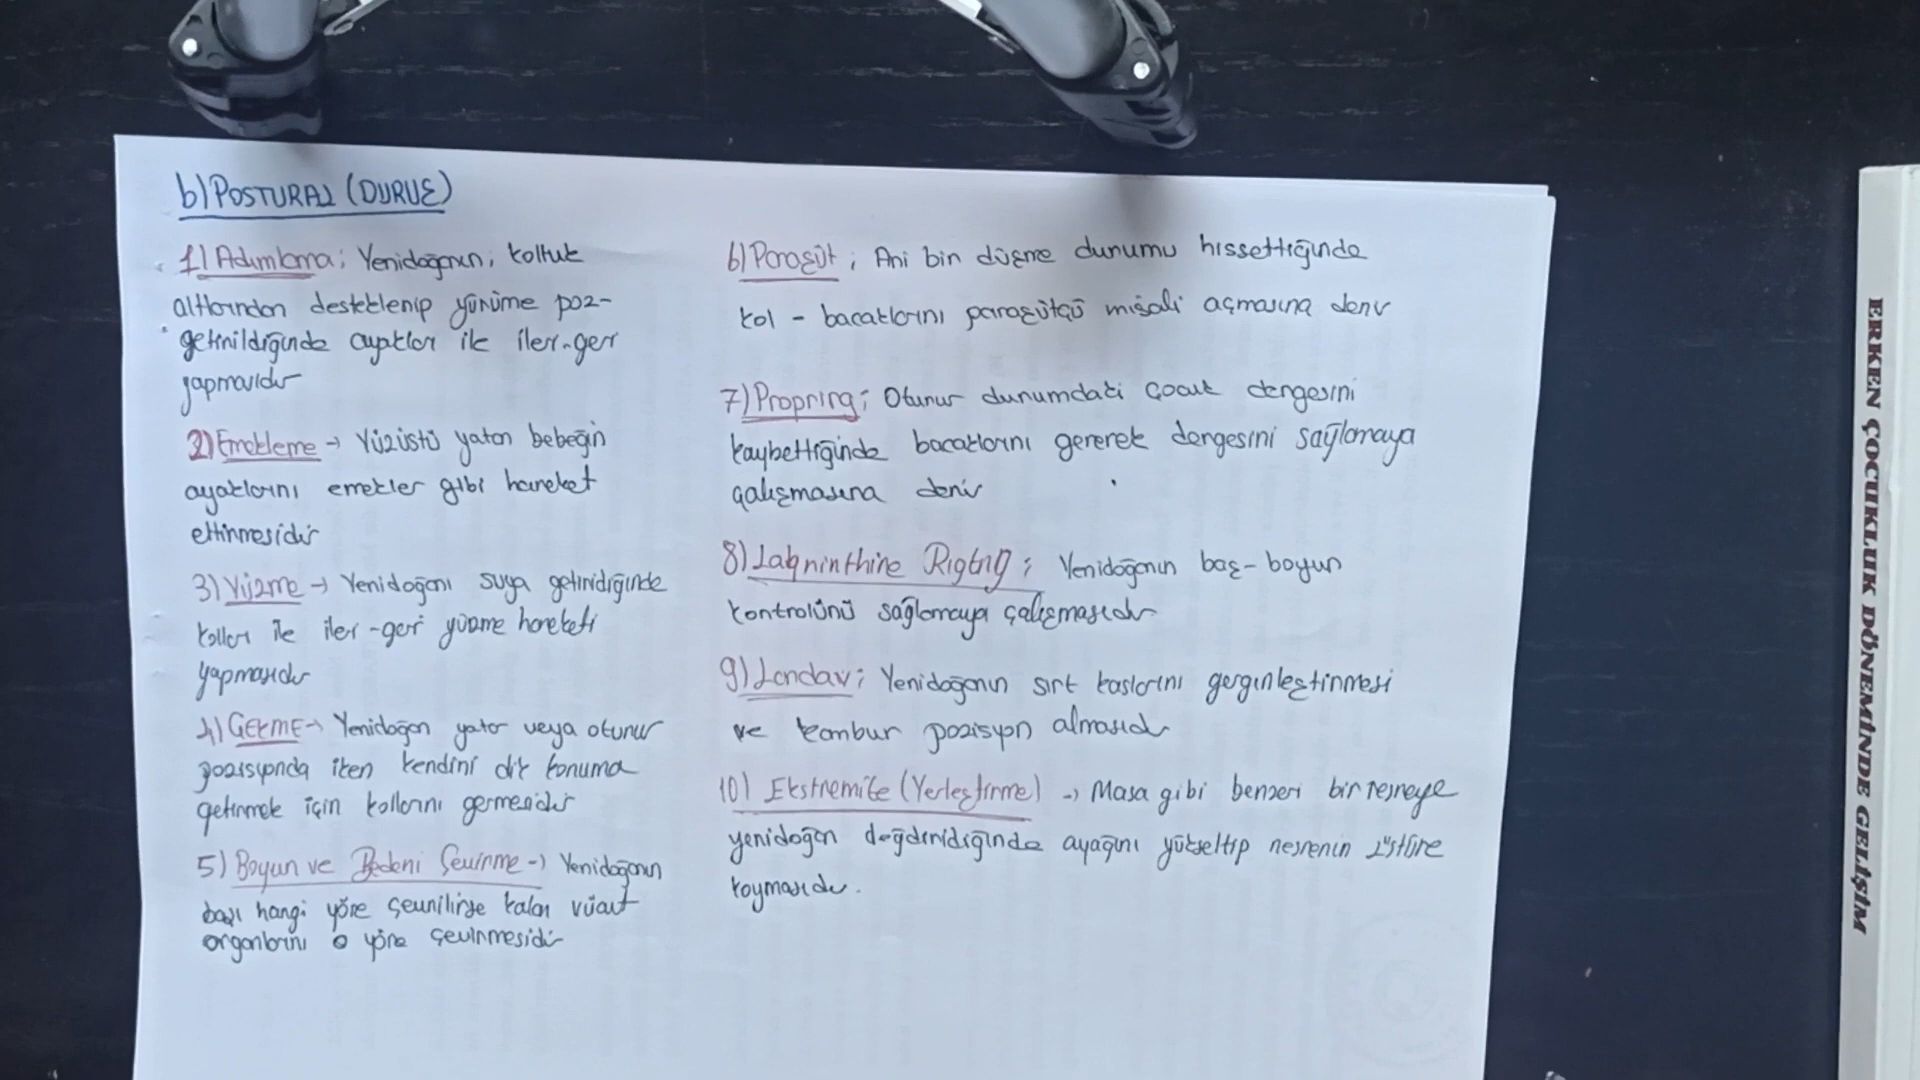 b) POSTURAL (DURUŞ)
1) Adımlama; Yenidoğanın; koltuk
altlarından desteklenip yürüme poz-
getirildiğinde ayaklar ile ileri-geri
yapmasıdır
2) Emekleme → Yüzüstü yatan bebeğin
ayaklarını emekler gibi hareket
ettirmesidir
3) Yüzme → Yenidoğanı suya getirildiğinde
kolları ile ileri-geri yüzme hareketi
yapmasıdır
4) GERME → Yenidoğan yatar veya oturur
pozisyonda iken kendini dik konuma
getirmek için kollarını germesidir
5) Boyun ve Bedeni Çevirme → Yenidoğanın
başı hangi yöne çevrilirse kalan vücut
organlarını o yöne çevirmesidir
6) Paraşüt; Ani bir düşme durumu hissettiğinde
kol - bacaklarını paraşütçü misali açmasına denir
7) Propring; Oturur durumdaki çocuk dengesini
kaybettiğinde bacaklarını gererek dengesini sağlamaya
çalışmasına denir
8) Labrinthine Rigting; Yenidoğanın baş-boyun
kontrolünü sağlamaya çalışmasıdır
9) Landav; Yenidoğanın sırt kaslarını gerginleştirmesi
ve kambur pozisyon almasıdır
10) Ekstremite (Yerleştirme) → Masa gibi benzeri bir nesneye
yenidoğan değdirildiğinde ayağını yükseltip nesnenin üstüne
koymasıdır.
ERKEN ÇOCUKLUK DÖNEMİNDE GELİŞİM